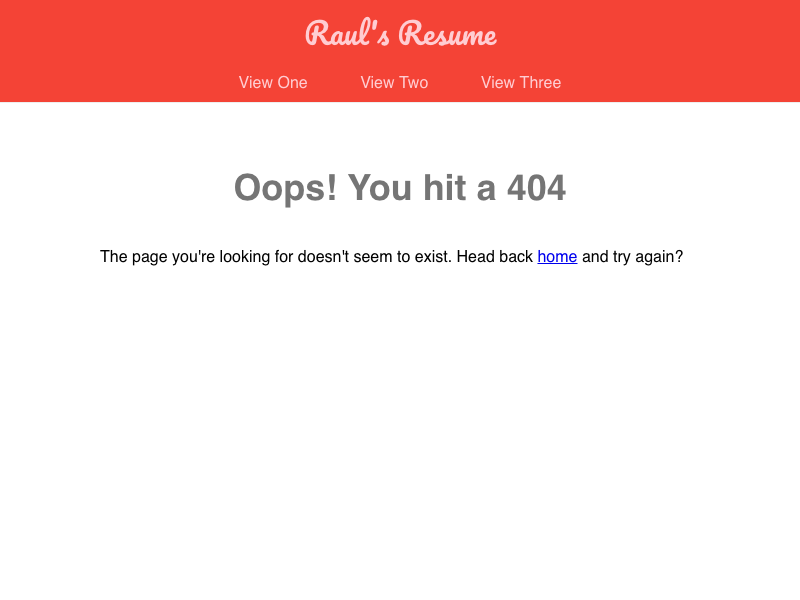 Raul's Resume
View One View Two View Three
Oops! You hit a 404
The page you're looking for doesn't seem to exist. Head back home and try again?